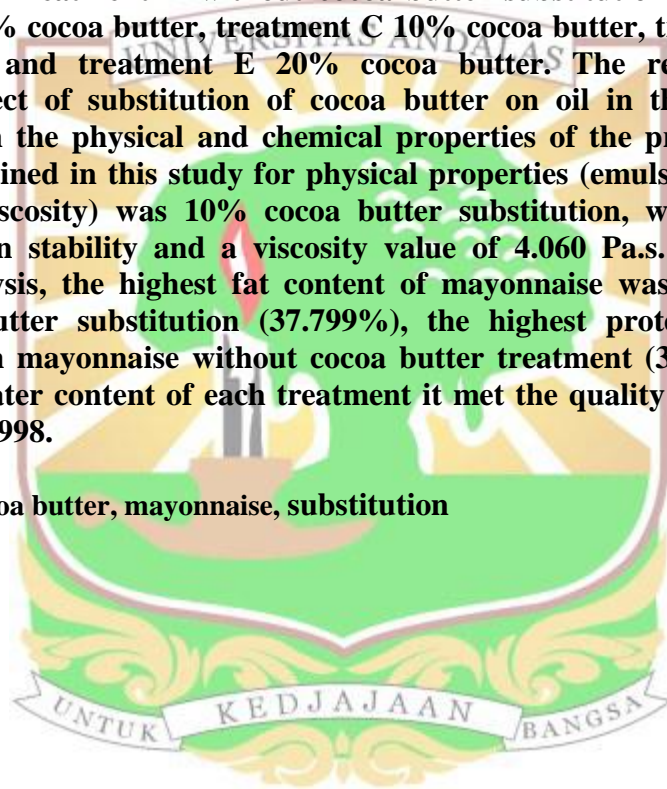 % cocoa butter, treatment C 10% cocoa butter, t
UNIVERSITAS ANDALAS
and treatment E 20% cocoa butter. The re
ect of substitution of cocoa butter on oil in th
n the physical and chemical properties of the pr
ined in this study for physical properties (emuls
iscosity) was 10% cocoa butter substitution, w
n stability and a viscosity value of 4.060 Pa.s.
ysis, the highest fat content of mayonnaise was
utter substitution (37.799%), the highest prote
n mayonnaise without cocoa butter treatment (3
ater content of each treatment it met the quality
998.
oa butter, mayonnaise, substitution
UNTUK KEDJAJAAN BANGSA